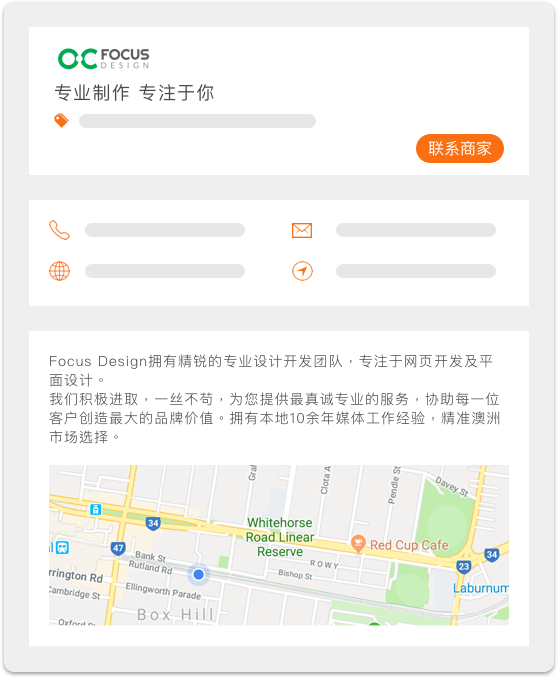 OC FOCUS
DESIGN
专业制作 专注于你
联系商家
Focus Design拥有精锐的专业设计开发团队，专注于网页开发及平
面设计。
我们积极进取，一丝不苟，为您提供最真诚专业的服务，协助每一位
客户创造最大的品牌价值。拥有本地10余年媒体工作经验，精准澳洲
市场选择。
Clota A
Pendle St
Davey St
34
Whitehorse
Road Linear
Reserve
Red Cup Cafe
47
34
Bank St
Rutland Rd
ROWY
Bishop St
23
rrington Rd
Ellingworth Parade
Laburnum
Cambridge St
Box Hill
Oxford St